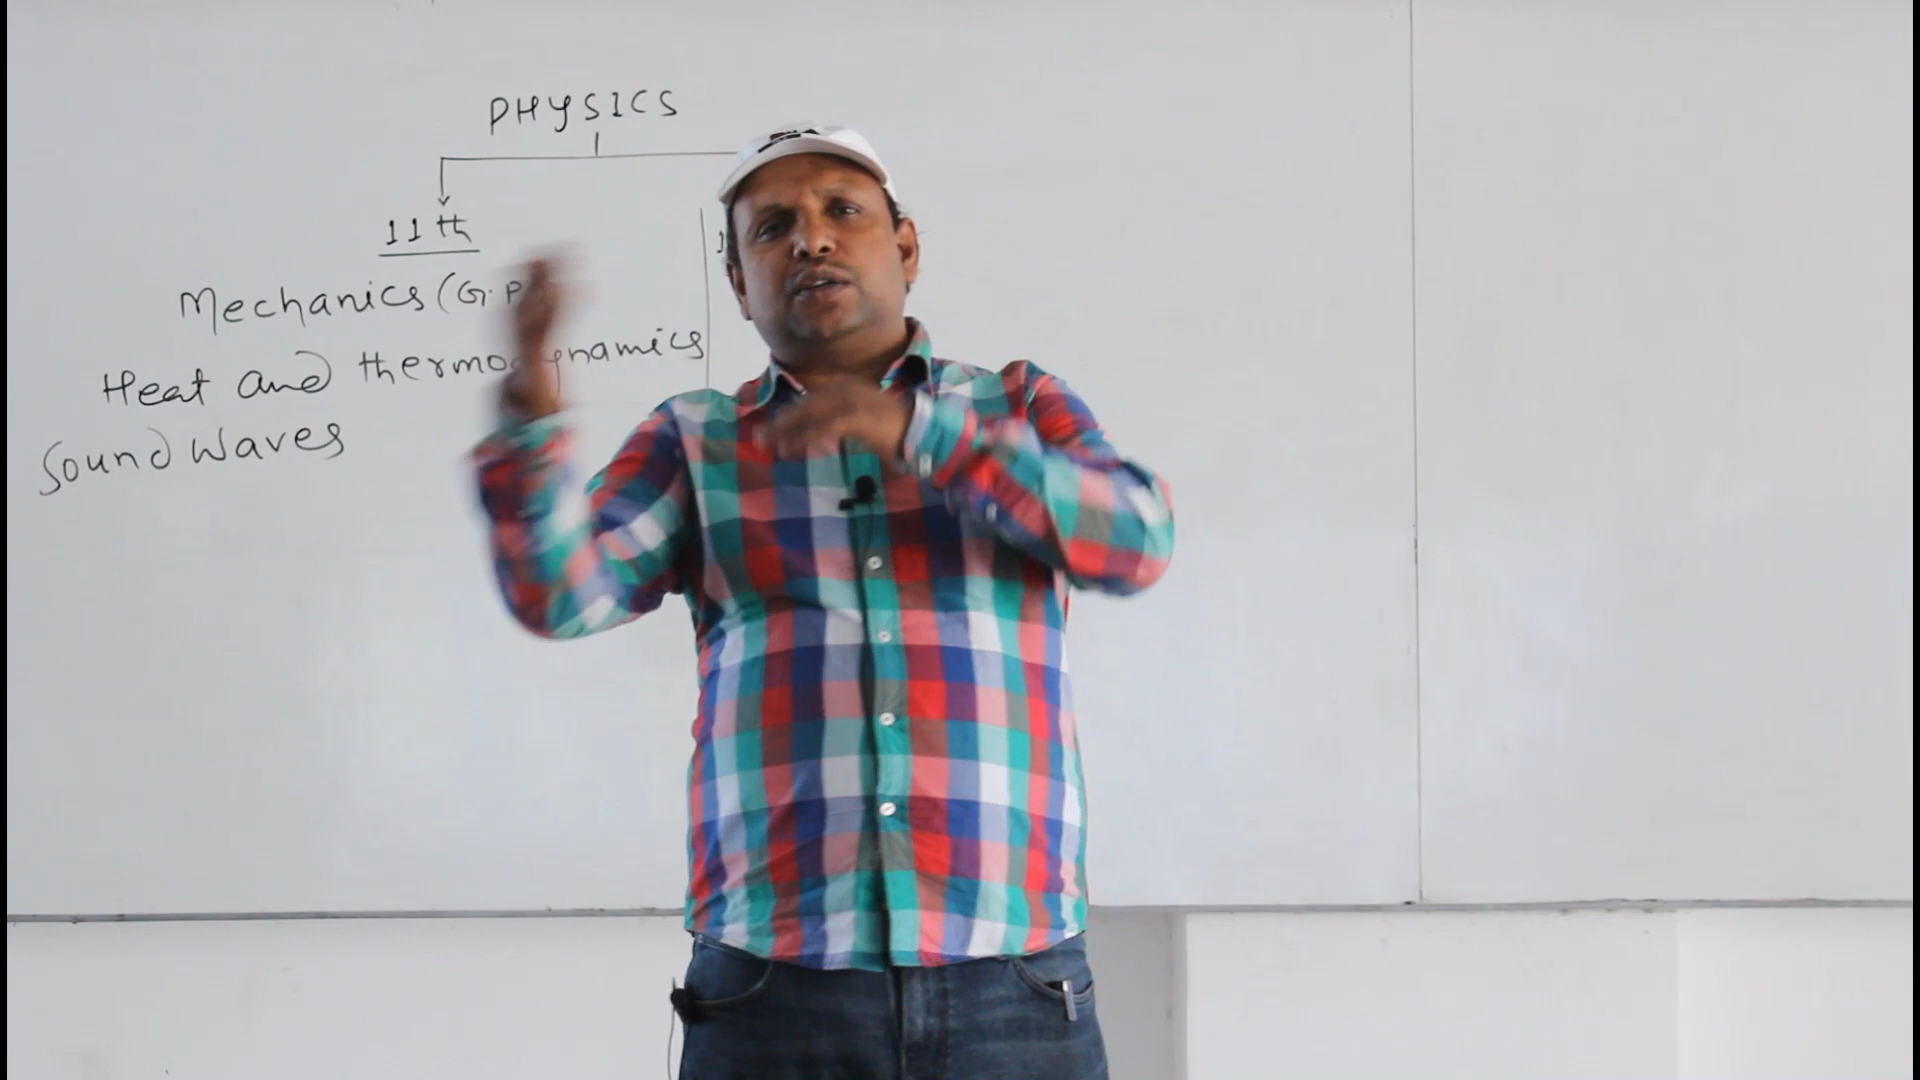 PHYSICS
11th
Mechanics (G.P
Heat and thermodynamics
Sound waves